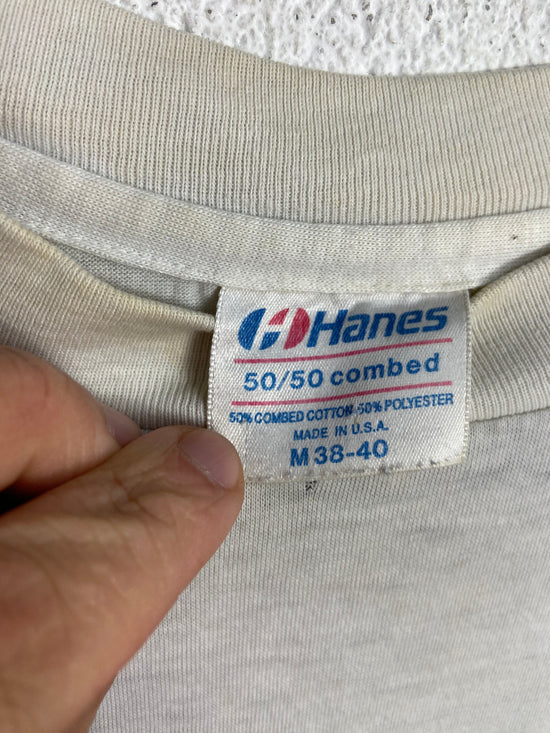 Hanes
50/50 combed
50% COMBED COTTON 50% POLYESTER
MADE IN U.S.A.
M 38-40